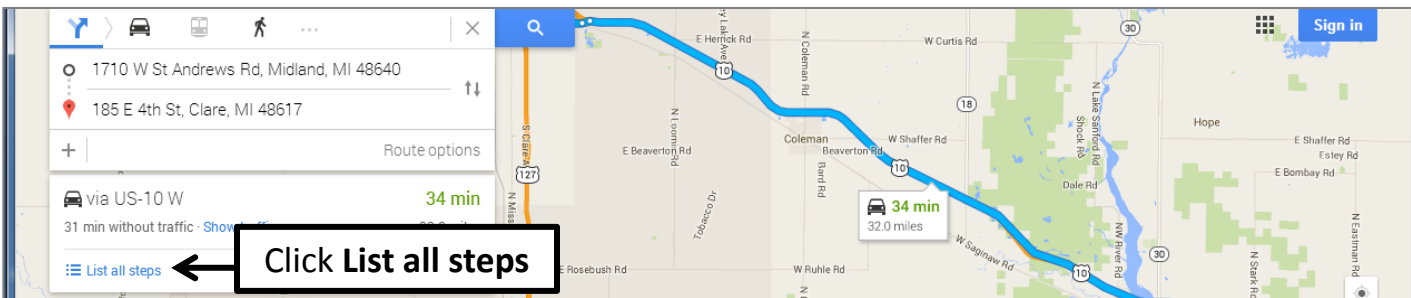 Sign in
1710 W St Andrews Rd, Midland, MI 48640
185 E 4th St, Clare, MI 48617
Route options
via US-10 W
34 min
31 min without traffic · Show
List all steps
Click List all steps
E Herrick Rd
N Coleman Rd
W Curtis Rd
30
10
18
N Lake Sanford Rd
Shock Rd
Hope
S Clare A
N Loomis Rd
E Beaverton Rd
Coleman
Beaverton Rd
W Shaffer Rd
E Shaffer Rd
Estey Rd
127
10
E Bombay Rd
Bard Rd
Dale Rd
N Miss
Tobacco Dr
34 min
32.0 miles
W Saginaw Rd
NW River Rd
30
N Eastman Rd
N Stark Rd
E Rosebush Rd
W Ruhle Rd
10
N